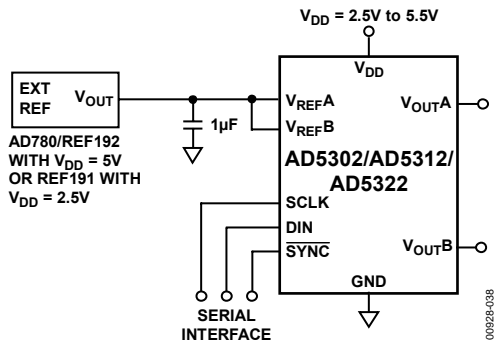 V_DD = 2.5V to 5.5V
EXT
REF
V_OUT
AD780/REF192
WITH V_DD = 5V
OR REF191 WITH
V_DD = 2.5V
1µF
V_DD
V_REFA
V_REFB
V_OUTA
AD5302/AD5312/
AD5322
SCLK
DIN
S̅Y̅N̅C̅
V_OUTB
GND
SERIAL
INTERFACE
00928-038